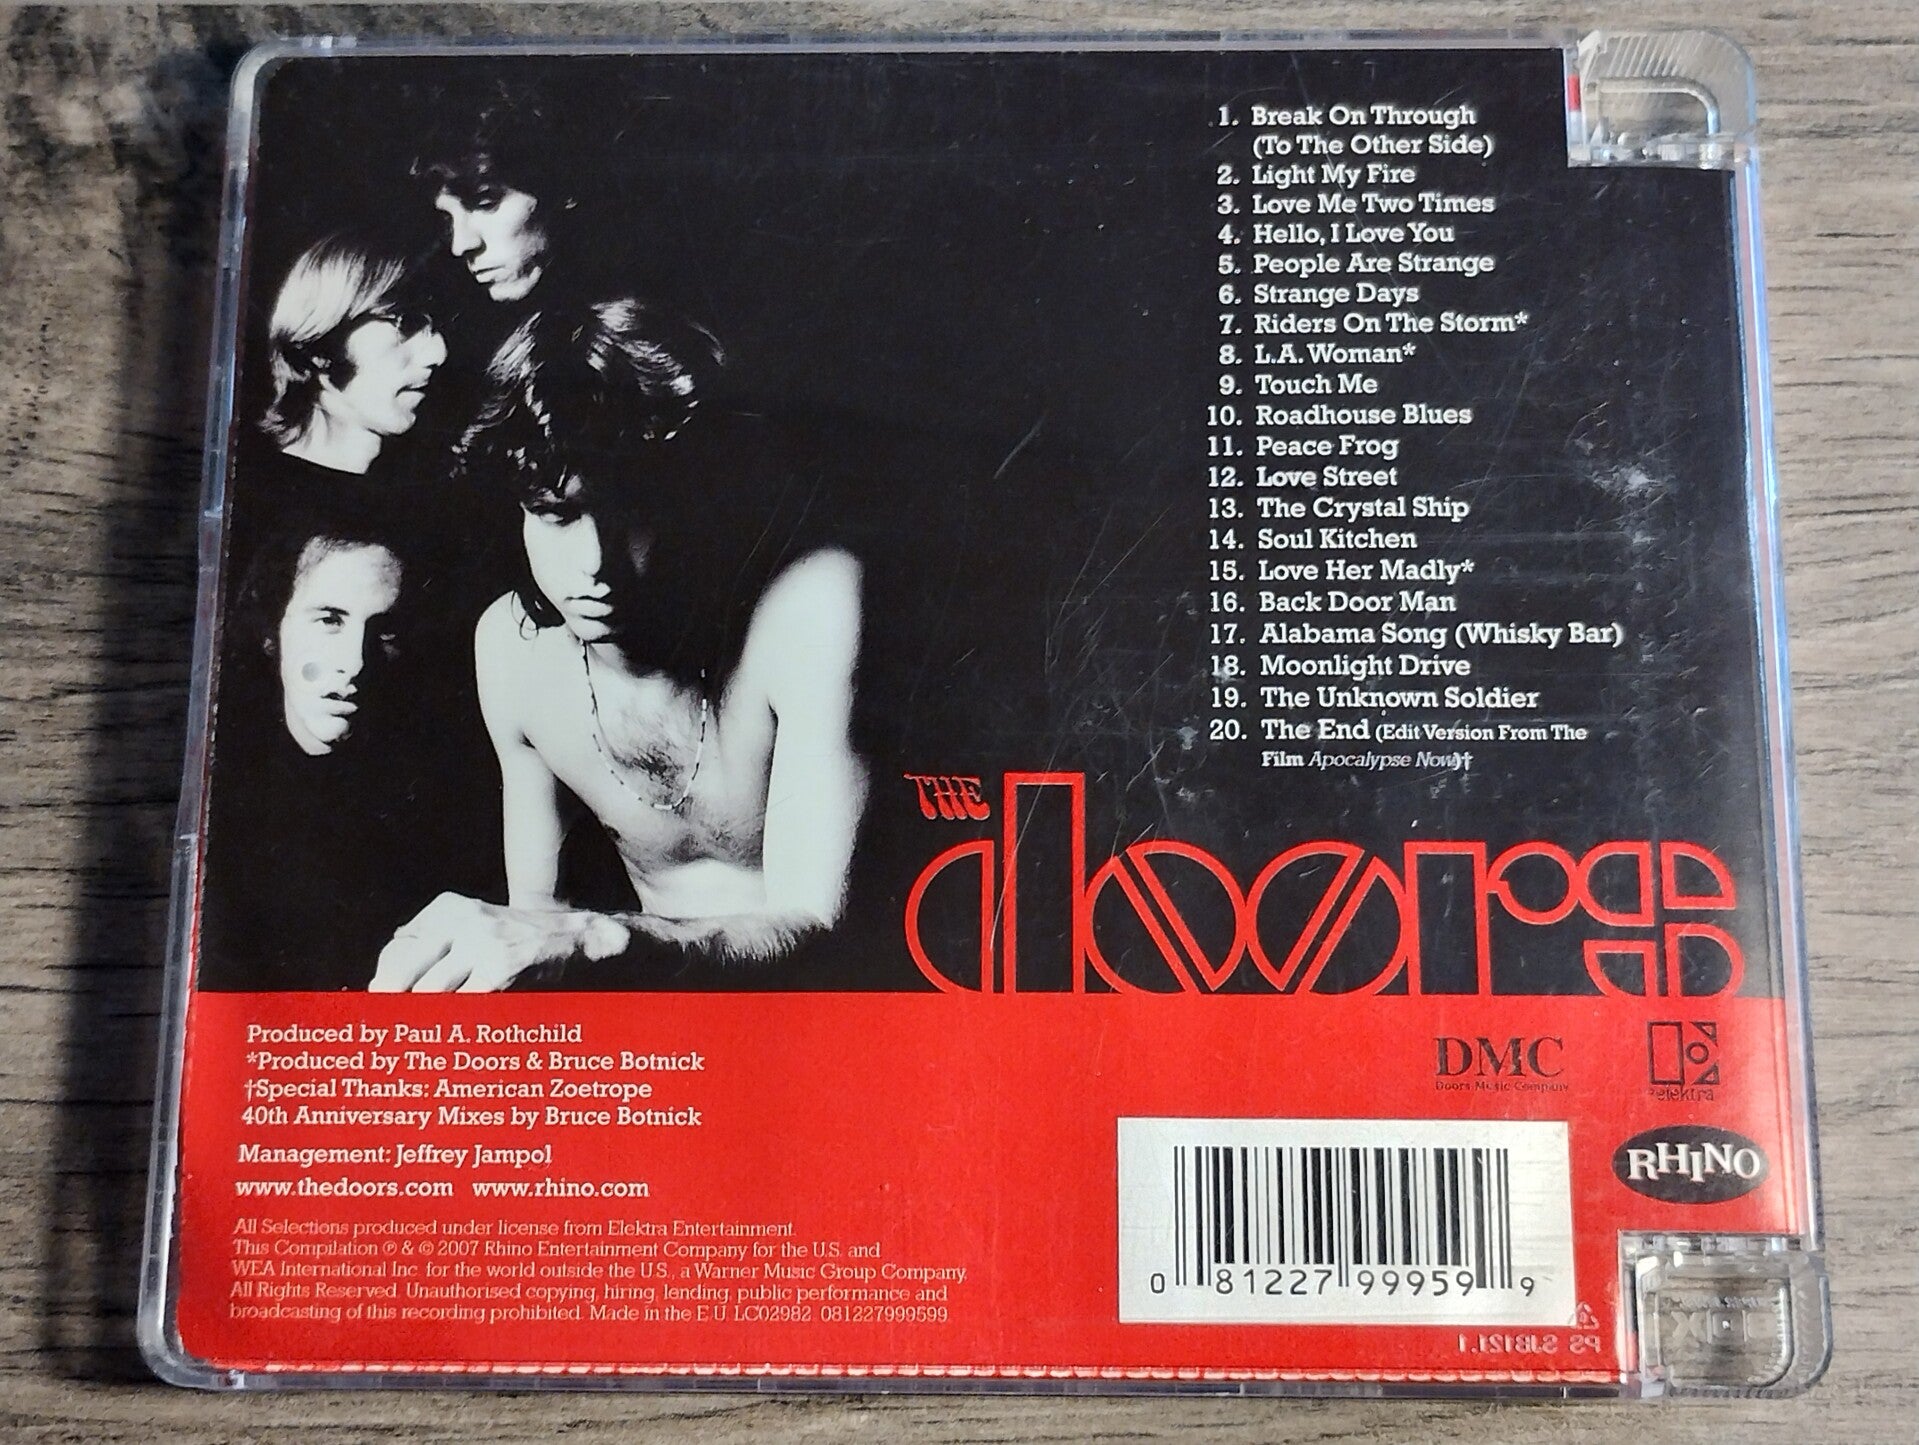 1. Break On Through
(To The Other Side)
2. Light My Fire
3. Love Me Two Times
4. Hello, I Love You
5. People Are Strange
6. Strange Days
7. Riders On The Storm*
8. L.A. Woman*
9. Touch Me
10. Roadhouse Blues
11. Peace Frog
12. Love Street
13. The Crystal Ship
14. Soul Kitchen
15. Love Her Madly*
16. Back Door Man
17. Alabama Song (Whisky Bar)
18. Moonlight Drive
19. The Unknown Soldier
20. The End (Edit Version From The
Film Apocalypse Now)†
THE
doors
Produced by Paul A. Rothchild
*Produced by The Doors & Bruce Botnick
†Special Thanks: American Zoetrope
40th Anniversary Mixes by Bruce Botnick
Management: Jeffrey Jampol
www.thedoors.com www.rhino.com
All Selections produced under license from Elektra Entertainment.
This Compilation ℗ & © 2007 Rhino Entertainment Company for the U.S. and
WEA International Inc. for the world outside the U.S., a Warner Music Group Company.
All Rights Reserved. Unauthorised copying, hiring, lending, public performance and
broadcasting of this recording prohibited. Made in the E.U. LC02982. 081227999599
DMC
Doors Music Company
elektra
RHINO
0 81227 99959 9
PS SJB121.1